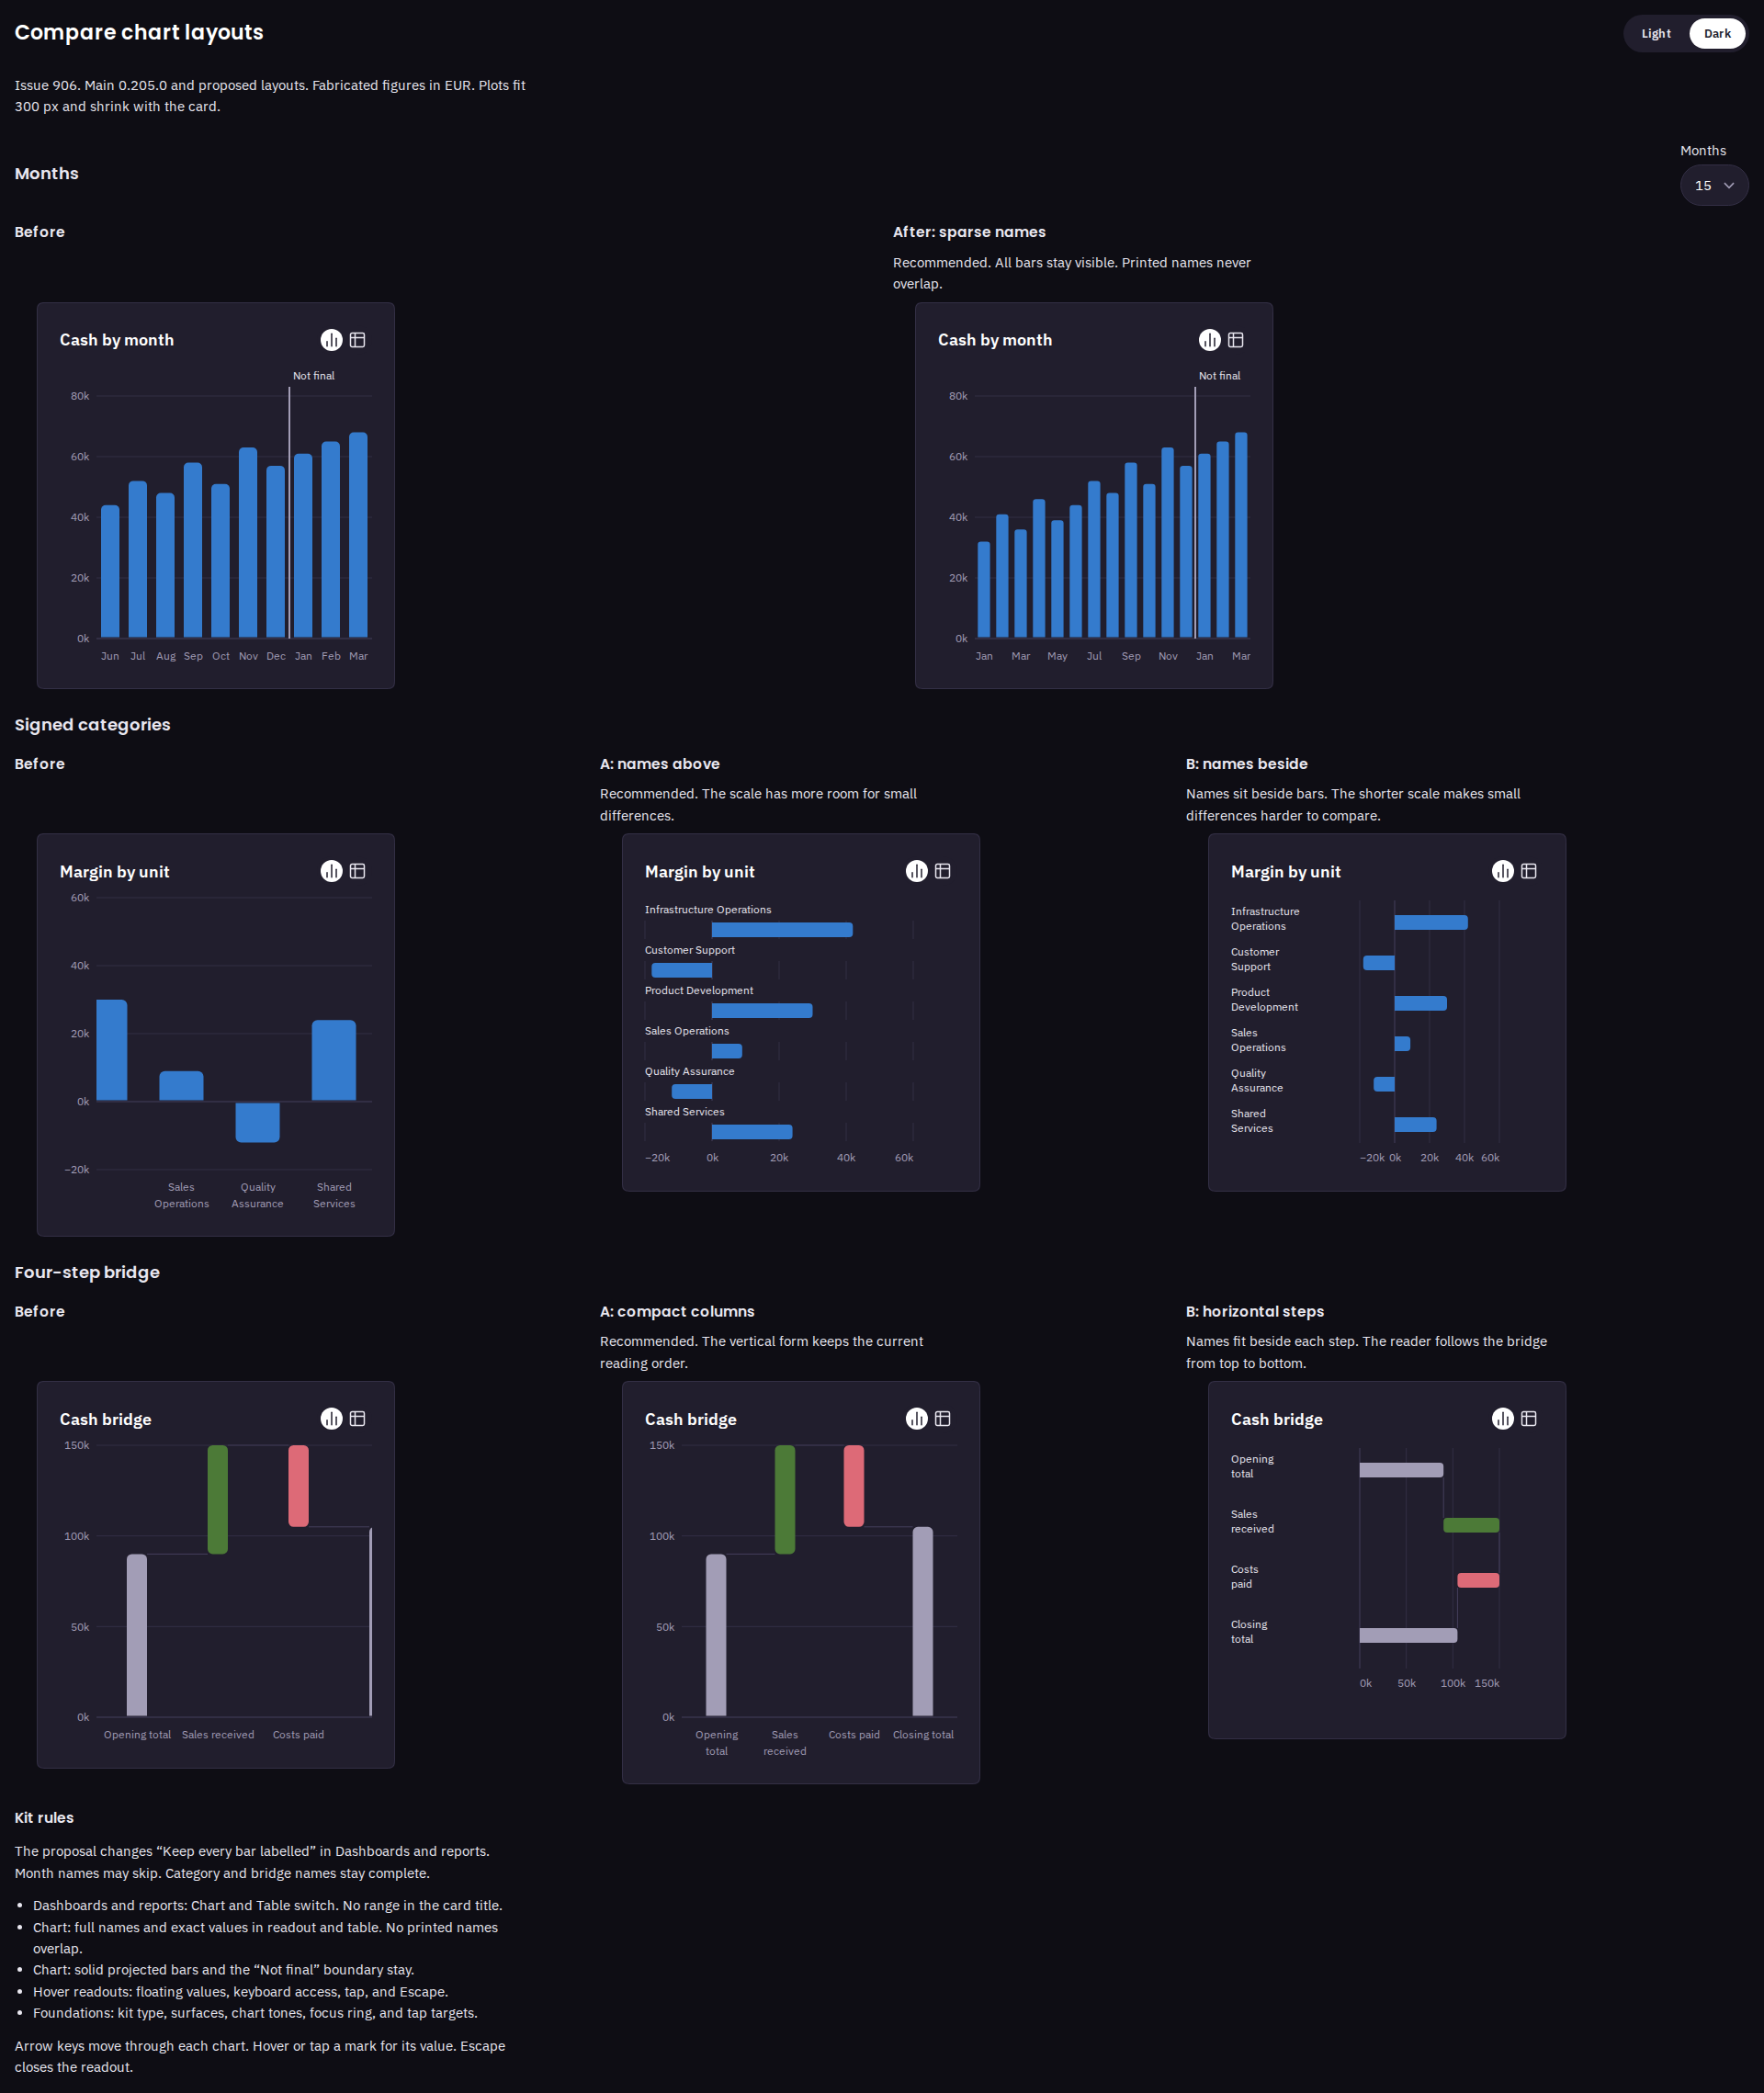 Compare chart layouts
Light
Dark
Issue 906. Main 0.205.0 and proposed layouts. Fabricated figures in EUR. Plots fit
300 px and shrink with the card.
Months
Months
15
Before
After: sparse names
Recommended. All bars stay visible. Printed names never
overlap.
Cash by month
Not final
80k
60k
40k
20k
0k
Jun Jul Aug Sep Oct Nov Dec Jan Feb Mar
Cash by month
Not final
80k
60k
40k
20k
0k
Jan Mar May Jul Sep Nov Jan Mar
Signed categories
Before
A: names above
Recommended. The scale has more room for small
differences.
B: names beside
Names sit beside bars. The shorter scale makes small
differences harder to compare.
Margin by unit
60k
40k
20k
0k
−20k
Sales
Operations
Quality
Assurance
Shared
Services
Margin by unit
Infrastructure Operations
Customer Support
Product Development
Sales Operations
Quality Assurance
Shared Services
−20k 0k 20k 40k 60k
Margin by unit
Infrastructure
Operations
Customer
Support
Product
Development
Sales
Operations
Quality
Assurance
Shared
Services
−20k 0k 20k 40k 60k
Four-step bridge
Before
A: compact columns
Recommended. The vertical form keeps the current
reading order.
B: horizontal steps
Names fit beside each step. The reader follows the bridge
from top to bottom.
Cash bridge
150k
100k
50k
0k
Opening total Sales received Costs paid
Cash bridge
150k
100k
50k
0k
Opening
total
Sales
received
Costs paid
Closing total
Cash bridge
Opening
total
Sales
received
Costs
paid
Closing
total
0k 50k 100k 150k
Kit rules
The proposal changes “Keep every bar labelled” in Dashboards and reports.
Month names may skip. Category and bridge names stay complete.
• Dashboards and reports: Chart and Table switch. No range in the card title.
• Chart: full names and exact values in readout and table. No printed names
overlap.
• Chart: solid projected bars and the “Not final” boundary stay.
• Hover readouts: floating values, keyboard access, tap, and Escape.
• Foundations: kit type, surfaces, chart tones, focus ring, and tap targets.
Arrow keys move through each chart. Hover or tap a mark for its value. Escape
closes the readout.